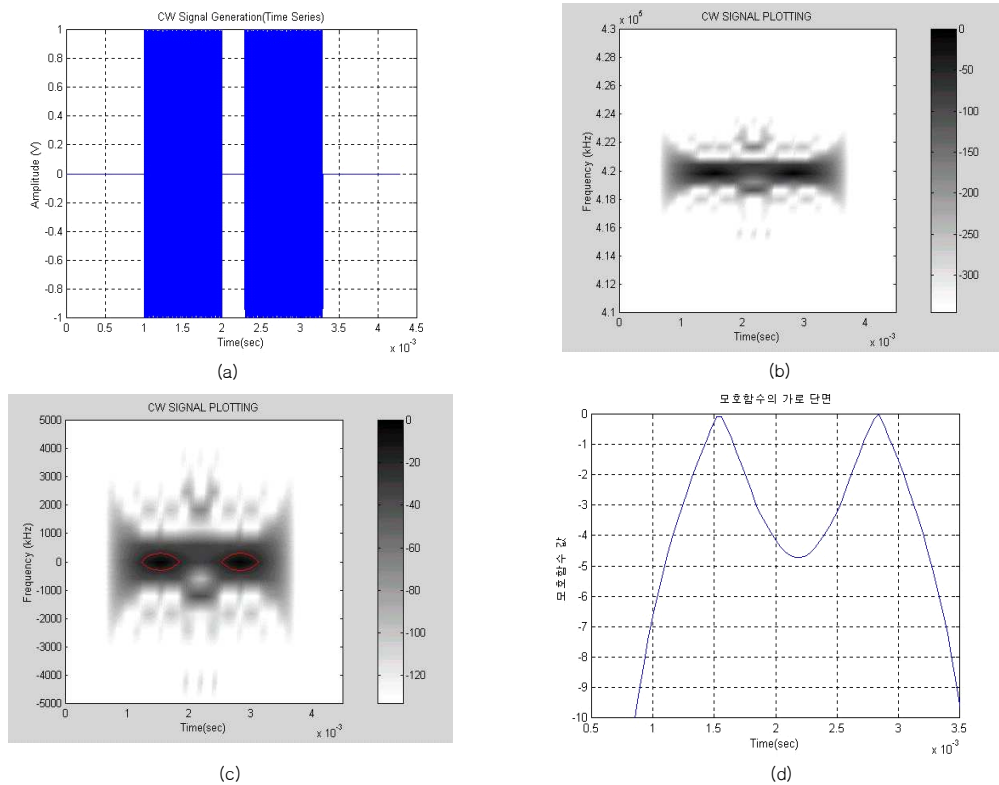 CW Signal Generation(Time Series)
1
0.8
0.6
0.4
0.2
0
-0.2
-0.4
-0.6
-0.8
-1
Amplitude (V)
0 0.5 1 1.5 2 2.5 3 3.5 4 4.5
Time(sec)
x 10⁻³
(a)
CW SIGNAL PLOTTING
x 10⁵
4.3
4.28
4.26
4.24
4.22
4.2
4.18
4.16
4.14
4.12
4.1
Frequency (kHz)
0 1 2 3 4
Time(sec)
x 10⁻³
0
-50
-100
-150
-200
-250
-300
(b)
CW SIGNAL PLOTTING
5000
4000
3000
2000
1000
0
-1000
-2000
-3000
-4000
-5000
Frequency (kHz)
0 1 2 3 4
Time(sec)
x 10⁻³
0
-20
-40
-60
-80
-100
-120
(c)
모호함수의 가로 단면
0
-1
-2
-3
-4
-5
-6
-7
-8
-9
-10
모호함수 값
0.5 1 1.5 2 2.5 3 3.5
Time(sec)
x 10⁻³
(d)